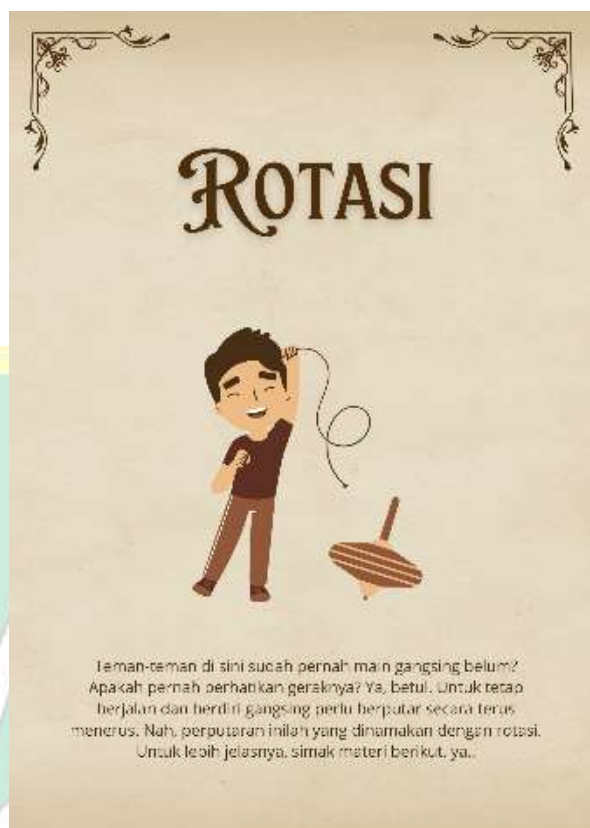 ROTASI
Teman-teman di sini sudah pernah main gangsing belum?
Apakah pernah perhatikan geraknya? Ya, betul. Untuk tetap
berjalan dan berdiri gangsing perlu berputar secara terus
menerus. Nah, perputaran inilah yang dinamakan dengan rotasi.
Untuk lebih jelasnya, simak materi berikut, ya..